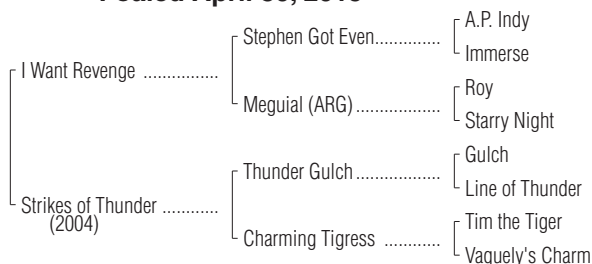 Foaled April 30, 2013
A.P. Indy
Stephen Got Even..............
Immerse
I Want Revenge ...............
Roy
Meguial (ARG) .................
Starry Night
Gulch
Thunder Gulch .................
Line of Thunder
Strikes of Thunder ...........
(2004)
Tim the Tiger
Charming Tigress ............
Vaguely's Charm